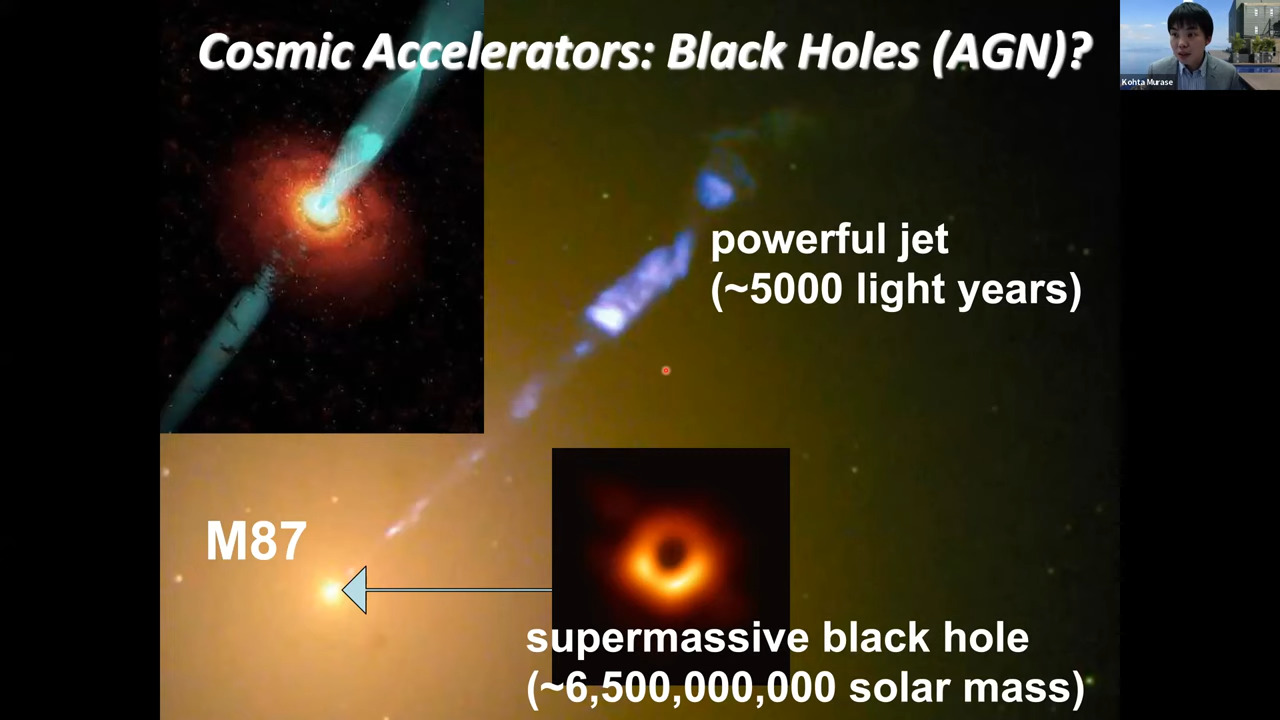 Cosmic Accelerators: Black Holes (AGN)?
Kohta Murase
powerful jet
(~5000 light years)
M87
supermassive black hole
(~6,500,000,000 solar mass)